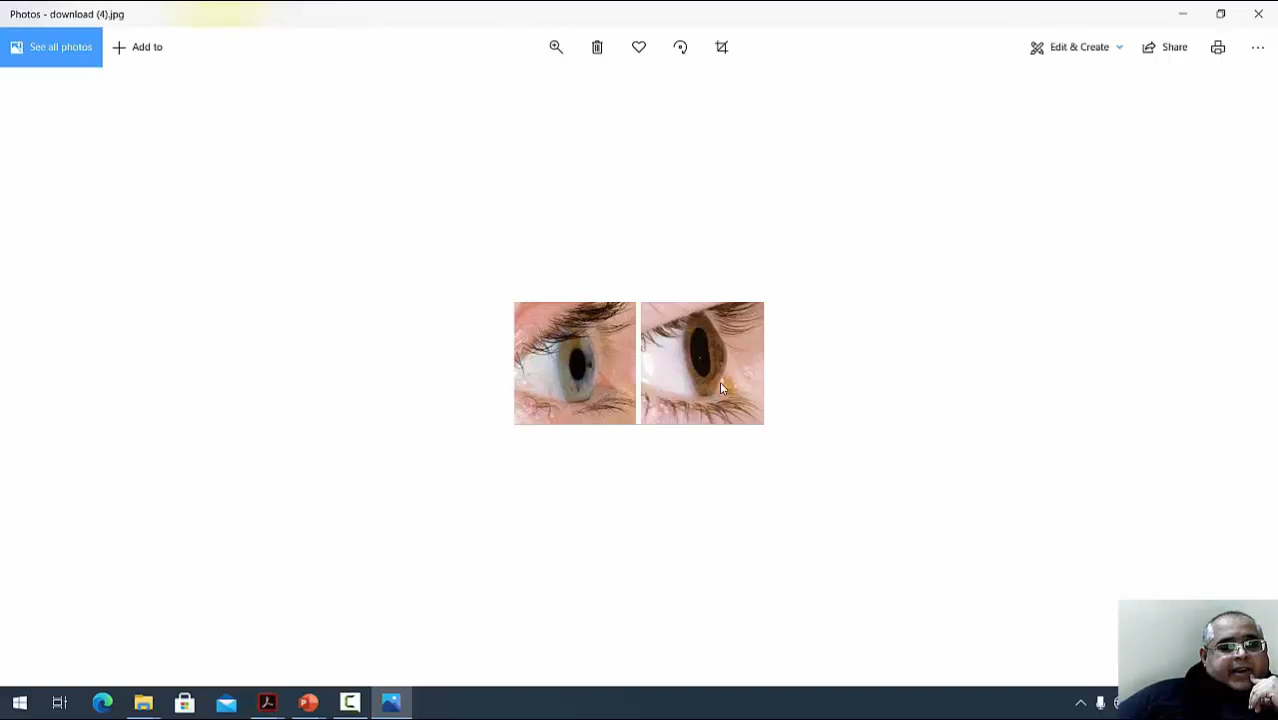 Photos - download (4).jpg
See all photos
Add to
Edit & Create
Share